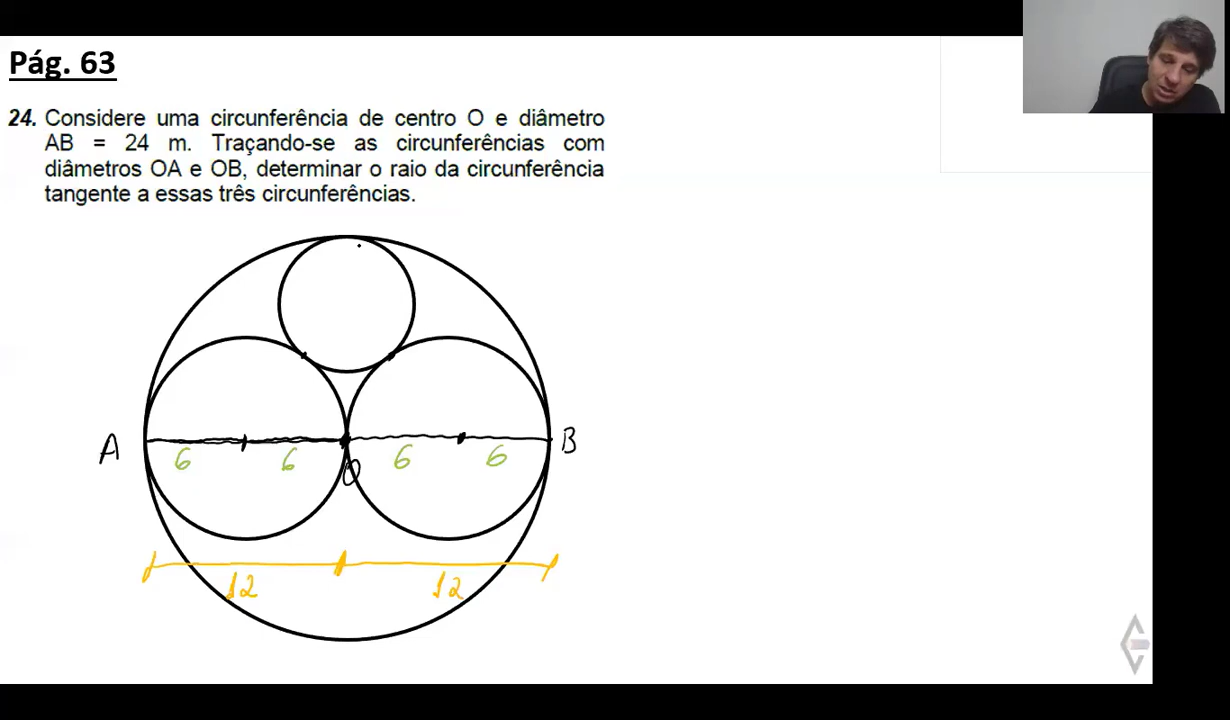 Pág. 63
24. Considere uma circunferência de centro O e diâmetro
AB = 24 m. Traçando-se as circunferências com
diâmetros OA e OB, determinar o raio da circunferência
tangente a essas três circunferências.
A
B
6 6 6 6
O
12 12